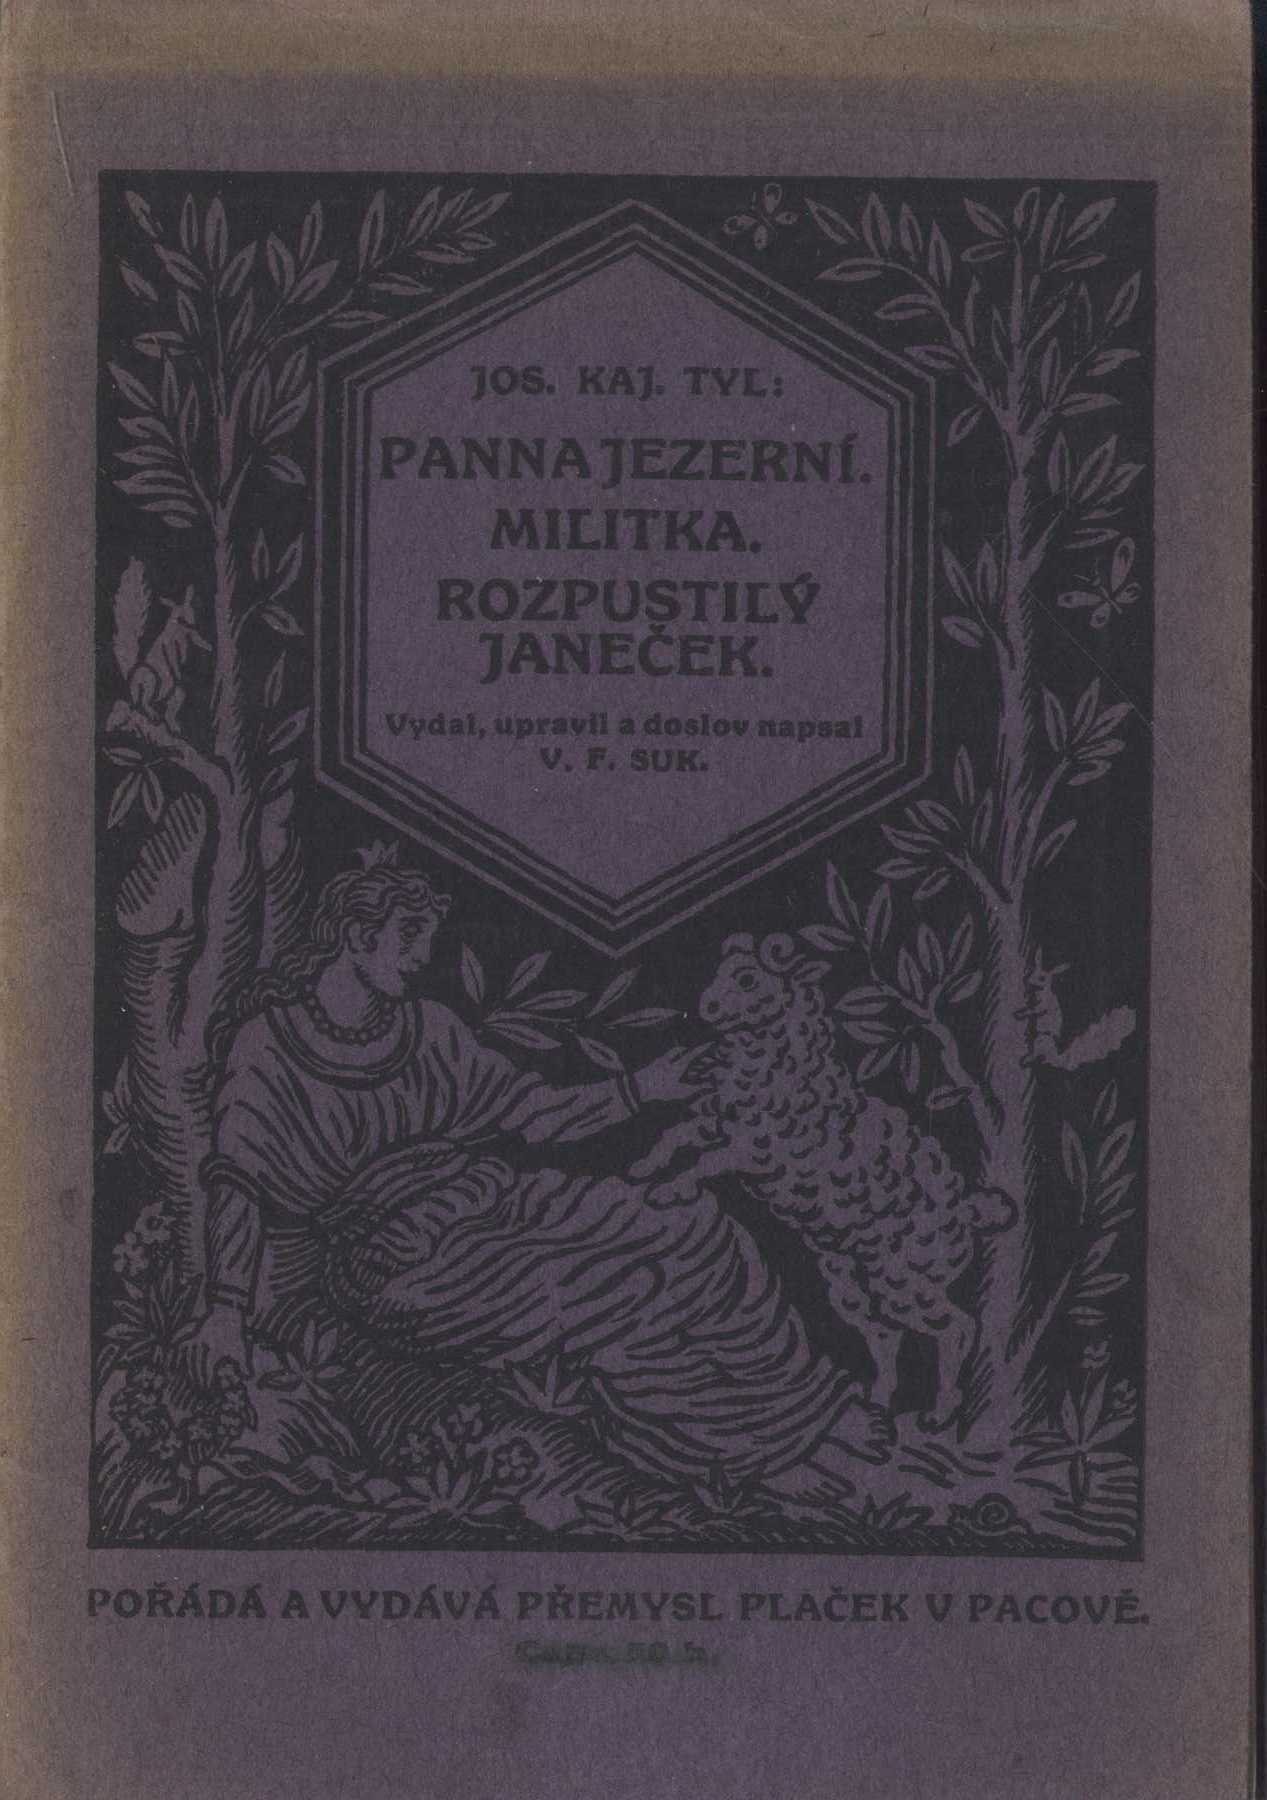 JOS. KAJ. TYL:
PANNA JEZERNÍ.
MILITKA.
ROZPUSTILÝ
JANEČEK.
Vydal, upravil a doslov napsal
V. F. SUK.
POŘÁDÁ A VYDÁVÁ PŘEMYSL PLAČEK V PACOVĚ.